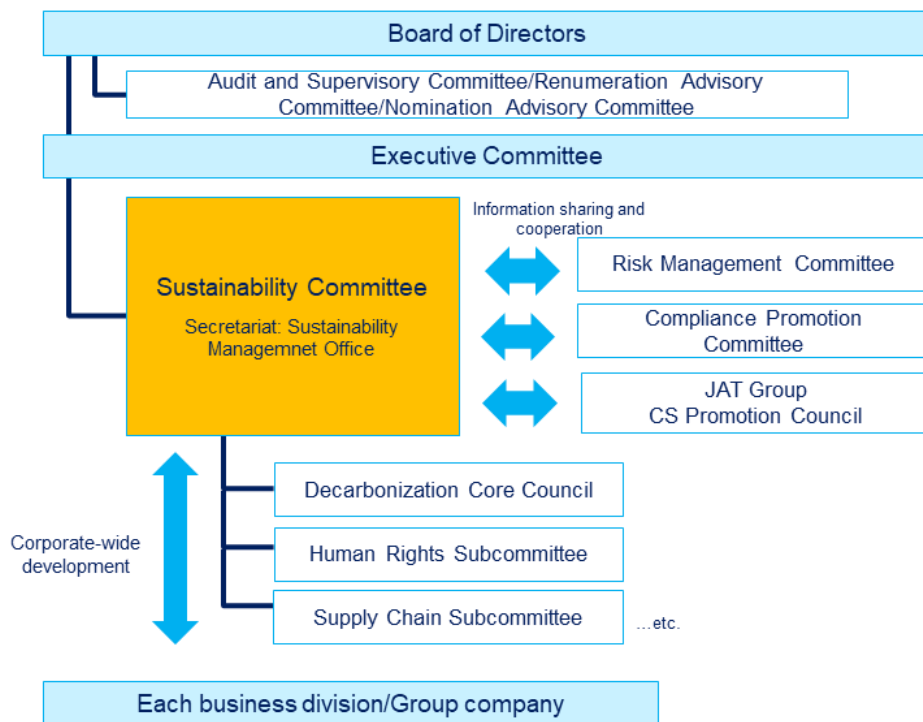 Board of Directors
Audit and Supervisory Committee/Renumeration Advisory
Committee/Nomination Advisory Committee
Executive Committee
Sustainability Committee
Secretariat: Sustainability
Managemnet Office
Information sharing and
cooperation
Risk Management Committee
Compliance Promotion
Committee
JAT Group
CS Promotion Council
Corporate-wide
development
Decarbonization Core Council
Human Rights Subcommittee
Supply Chain Subcommittee
...etc.
Each business division/Group company